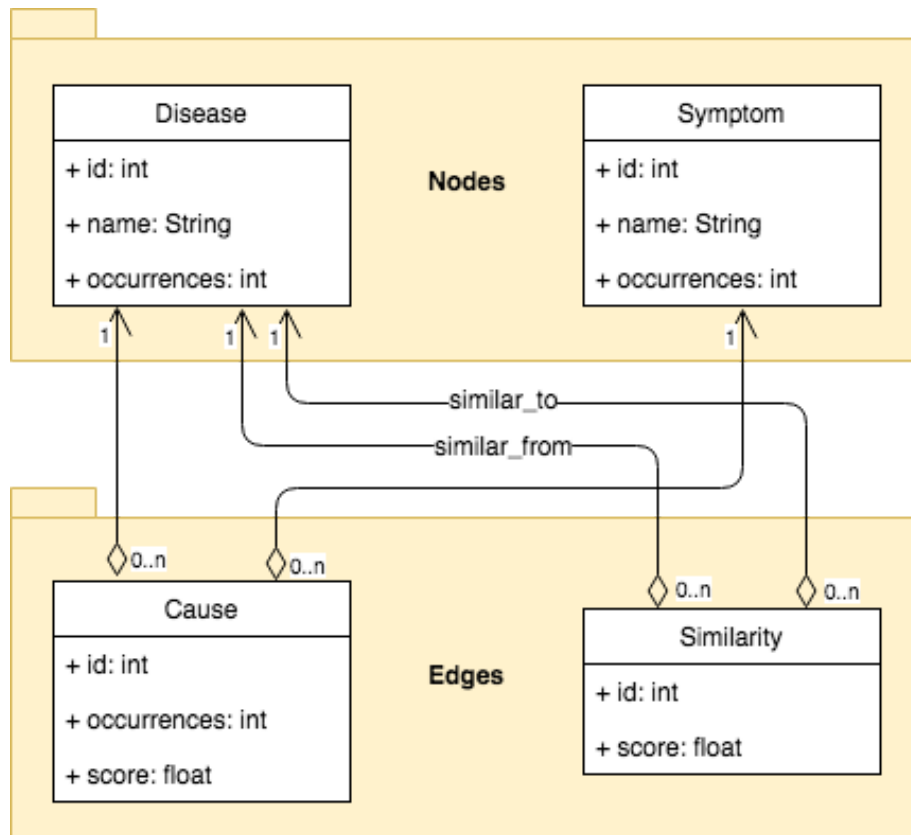 Disease
+ id: int
+ name: String
+ occurrences: int
Nodes
Symptom
+ id: int
+ name: String
+ occurrences: int
1
1
1
1
similar_to
similar_from
0..n
0..n
0..n
0..n
Cause
+ id: int
+ occurrences: int
+ score: float
Edges
Similarity
+ id: int
+ score: float